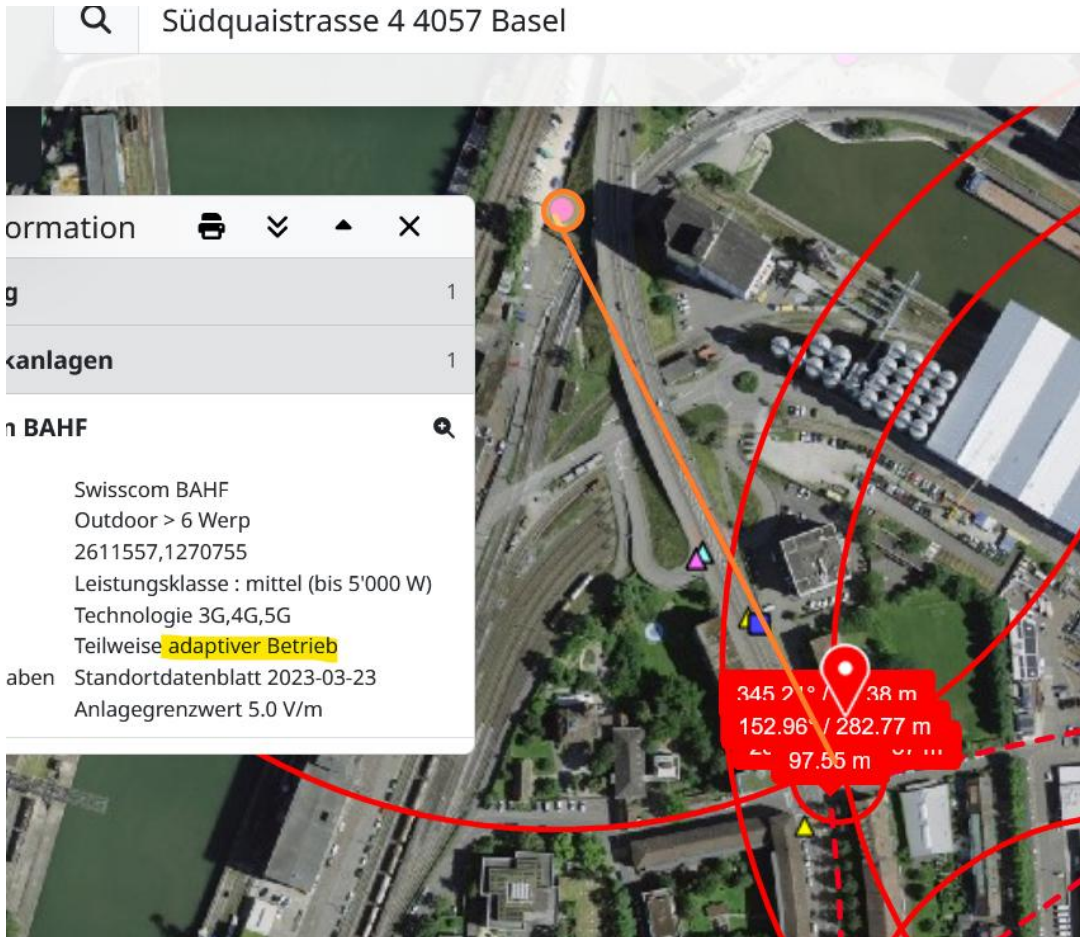 Südquaistrasse 4 4057 Basel
ormation
g 1
kanlagen 1
n BAHF
Swisscom BAHF
Outdoor > 6 Werp
2611557,1270755
Leistungsklasse : mittel (bis 5'000 W)
Technologie 3G,4G,5G
Teilweise adaptiver Betrieb
aben Standortdatenblatt 2023-03-23
Anlagegrenzwert 5.0 V/m
38 m
152.96° / 282.77 m
97.55 m